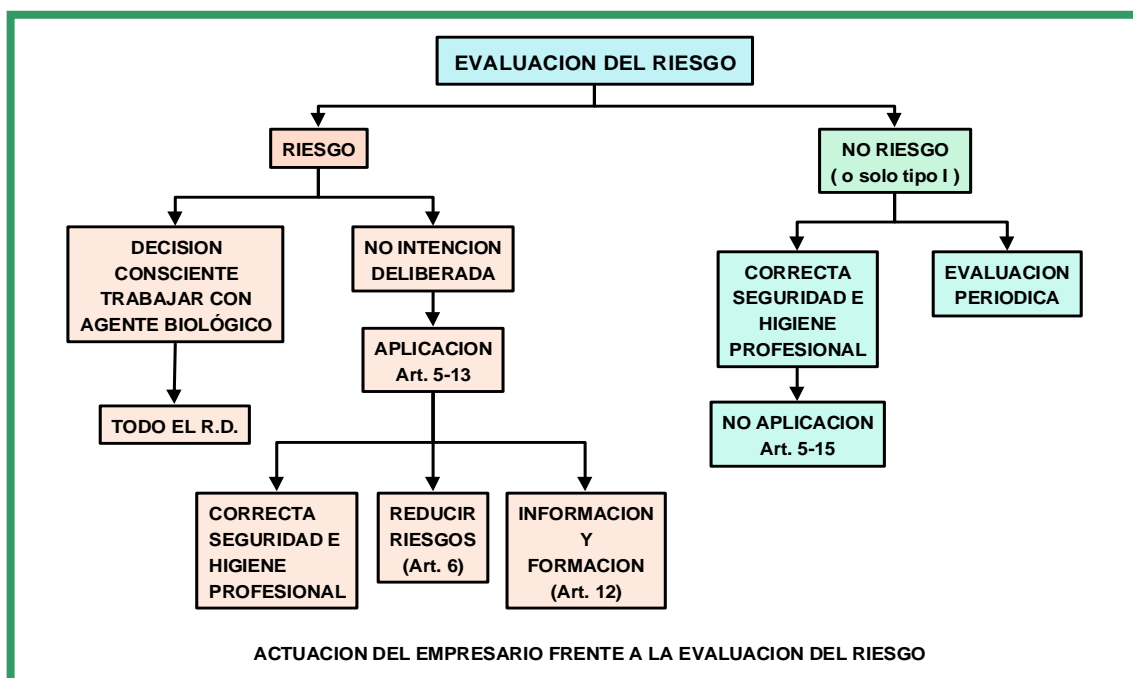 EVALUACION DEL RIESGO
RIESGO
NO RIESGO
( o solo tipo I )
DECISION
CONSCIENTE
TRABAJAR CON
AGENTE BIOLÓGICO
NO INTENCION
DELIBERADA
CORRECTA
SEGURIDAD E
HIGIENE
PROFESIONAL
EVALUACION
PERIODICA
APLICACION
Art. 5-13
TODO EL R.D.
NO APLICACION
Art. 5-15
CORRECTA
SEGURIDAD E
HIGIENE
PROFESIONAL
REDUCIR
RIESGOS
(Art. 6)
INFORMACION
Y
FORMACION
(Art. 12)
ACTUACION DEL EMPRESARIO FRENTE A LA EVALUACION DEL RIESGO